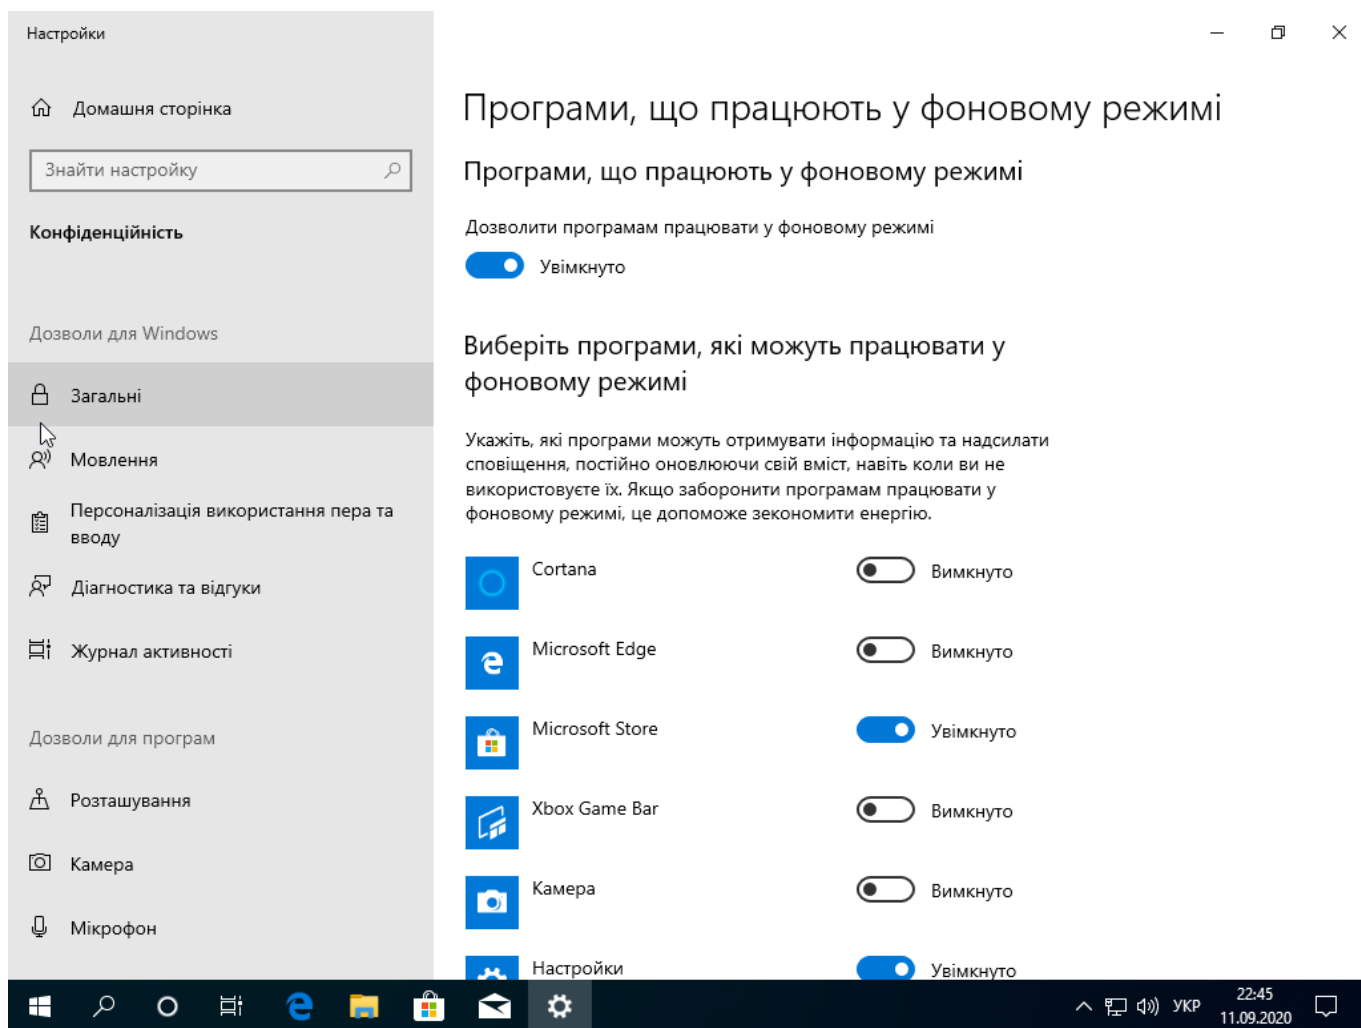 Настройки
Домашня сторінка
Знайти настройку
Конфіденційність
Дозволи для Windows
Загальні
Мовлення
Персоналізація використання пера та
вводу
Діагностика та відгуки
Журнал активності
Дозволи для програм
Розташування
Камера
Мікрофон
Програми, що працюють у фоновому режимі
Програми, що працюють у фоновому режимі
Дозволити програмам працювати у фоновому режимі
Увімкнуто
Виберіть програми, які можуть працювати у
фоновому режимі
Укажіть, які програми можуть отримувати інформацію та надсилати
сповіщення, постійно оновлюючи свій вміст, навіть коли ви не
використовуєте їх. Якщо заборонити програмам працювати у
фоновому режимі, це допоможе зекономити енергію.
Cortana Вимкнуто
Microsoft Edge Вимкнуто
Microsoft Store Увімкнуто
Xbox Game Bar Вимкнуто
Камера Вимкнуто
Настройки Увімкнуто
УКР
22:45
11.09.2020